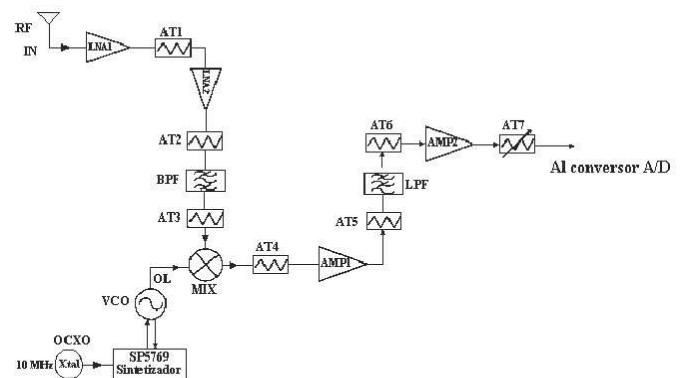 RF
IN
LNA1
AT1
LNA2
AT2
BPF
AT3
MIX
OL
VCO
OCXO
10 MHz
Xtal
SP5769
Sintetizador
AT4
AMP1
AT5
LPF
AT6
AMP2
AT7
Al conversor A/D